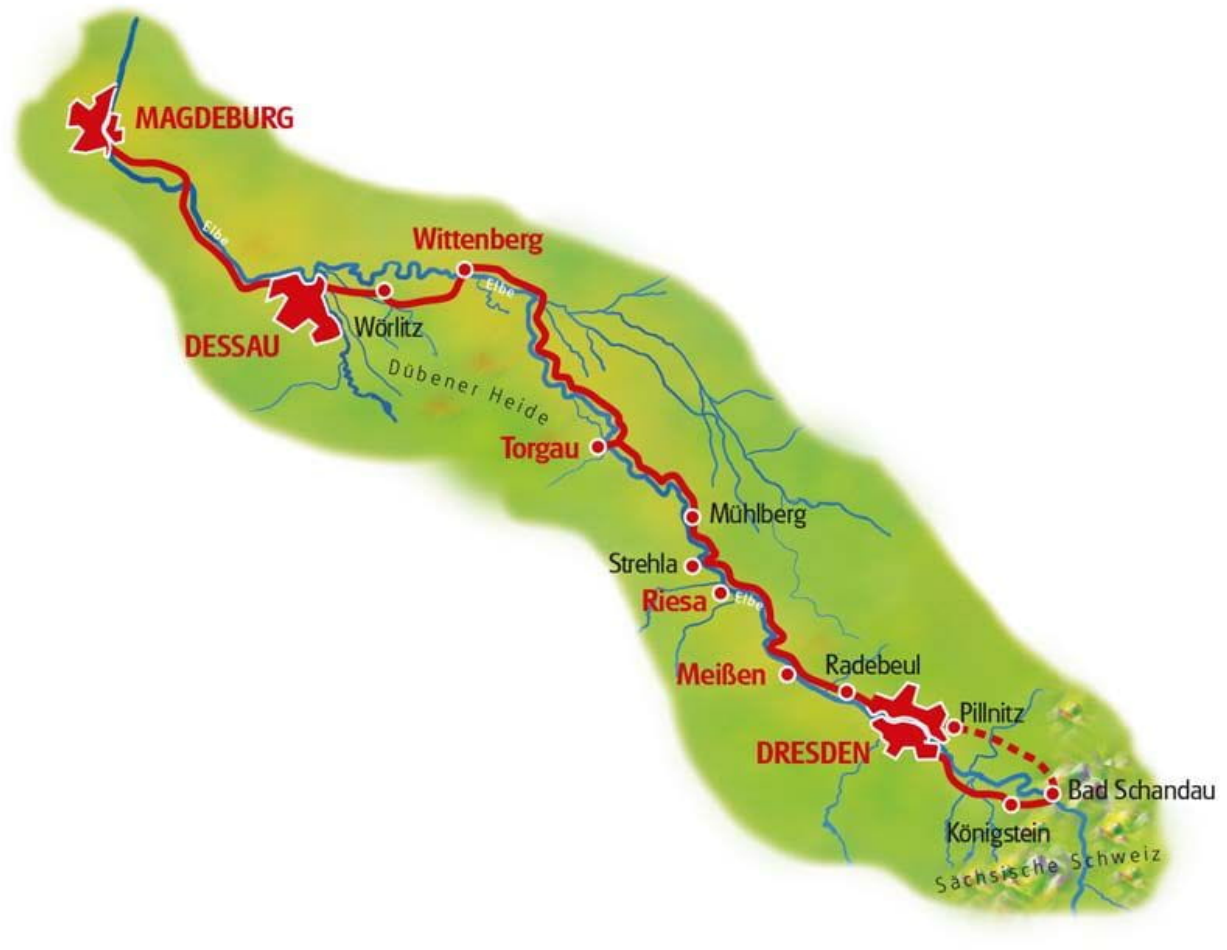 MAGDEBURG
Elbe
Wittenberg
Elbe
Wörlitz
DESSAU
Dübener Heide
Torgau
Mühlberg
Strehla
Riesa
Elbe
Meißen
Radebeul
Pillnitz
DRESDEN
Bad Schandau
Königstein
Sächsische Schweiz